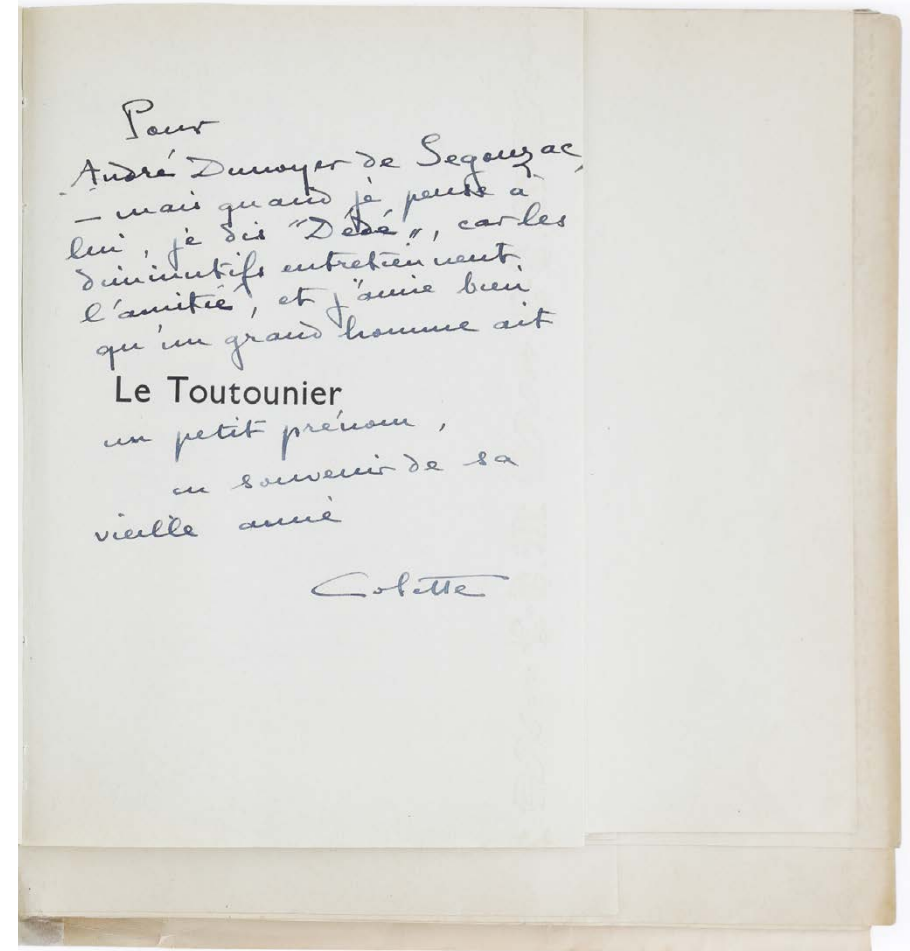 Pour
André Dunoyer de Segonzac,
– mais quand je pense à
lui, je dis "Dédé", car les
diminutifs entretiennent
l'amitié, et j'aime bien
qu'un grand homme ait
Le Toutounier
un petit prénom,
en souvenir de sa
vieille amie
Colette